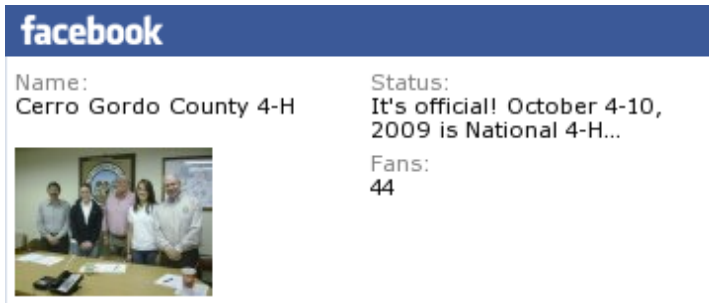 facebook
Name:
Cerro Gordo County 4-H
Status:
It's official! October 4-10,
2009 is National 4-H...
Fans:
44